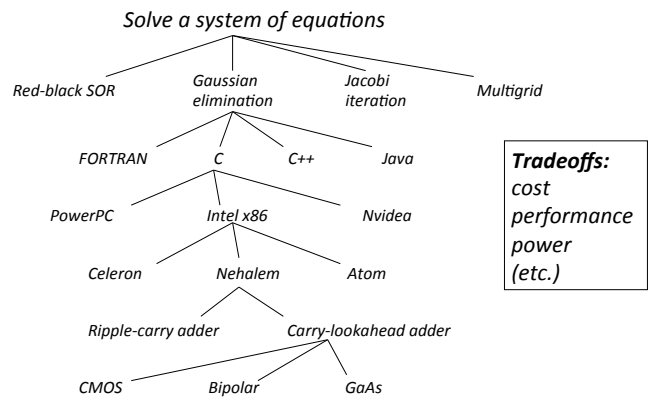 Solve a system of equations
Red-black SOR
Gaussian
elimination
Jacobi
iteration
Multigrid
FORTRAN
C
C++
Java
PowerPC
Intel x86
Nvidea
Celeron
Nehalem
Atom
Ripple-carry adder
Carry-lookahead adder
CMOS
Bipolar
GaAs
Tradeoffs:
cost
performance
power
(etc.)